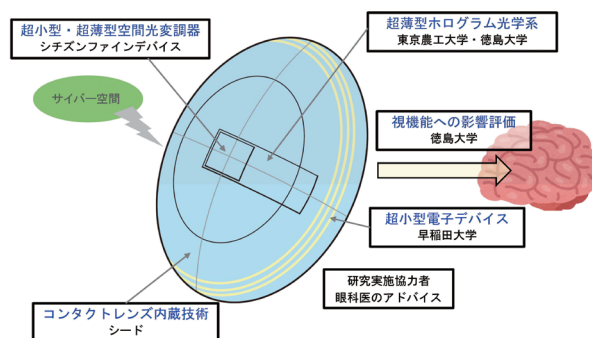 超小型・超薄型空間光変調器
シチズンファインデバイス
超薄型ホログラム光学系
東京農工大学・徳島大学
サイバー空間
視機能への影響評価
徳島大学
超小型電子デバイス
早稲田大学
研究実施協力者
眼科医のアドバイス
コンタクトレンズ内蔵技術
シード